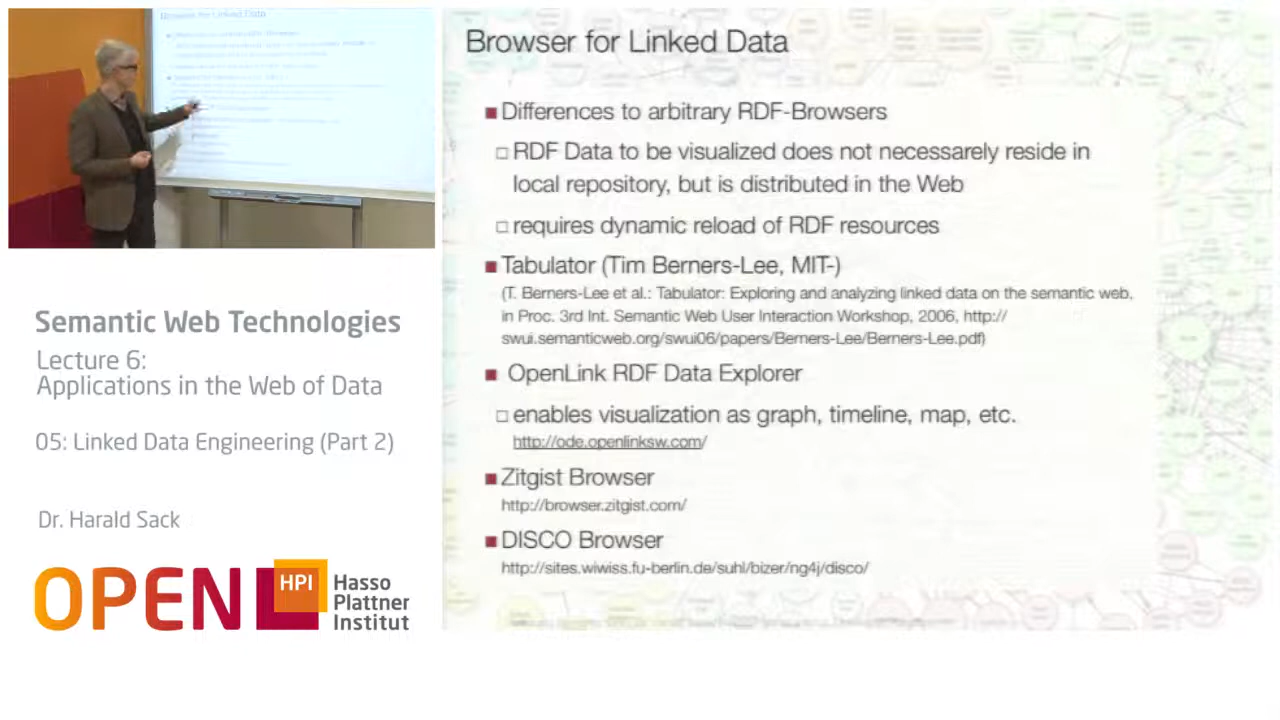 Browser for Linked Data
Differences to arbitrary RDF-Browsers
RDF Data to be visualized does not necessarely reside in
local repository, but is distributed in the Web
requires dynamic reload of RDF resources
Tabulator (Tim Berners-Lee, MIT-)
(T. Berners-Lee et al.: Tabulator: Exploring and analyzing linked data on the semantic web,
in Proc. 3rd Int. Semantic Web User Interaction Workshop, 2006, http://
swui.semanticweb.org/swui06/papers/Berners-Lee/Berners-Lee.pdf)
OpenLink RDF Data Explorer
enables visualization as graph, timeline, map, etc.
http://ode.openlinksw.com/
Zitgist Browser
http://browser.zitgist.com/
DISCO Browser
http://sites.wiwiss.fu-berlin.de/suhl/bizer/ng4j/disco/
Semantic Web Technologies
Lecture 6:
Applications in the Web of Data
05: Linked Data Engineering (Part 2)
Dr. Harald Sack
OPEN HPI Hasso
Plattner
Institut